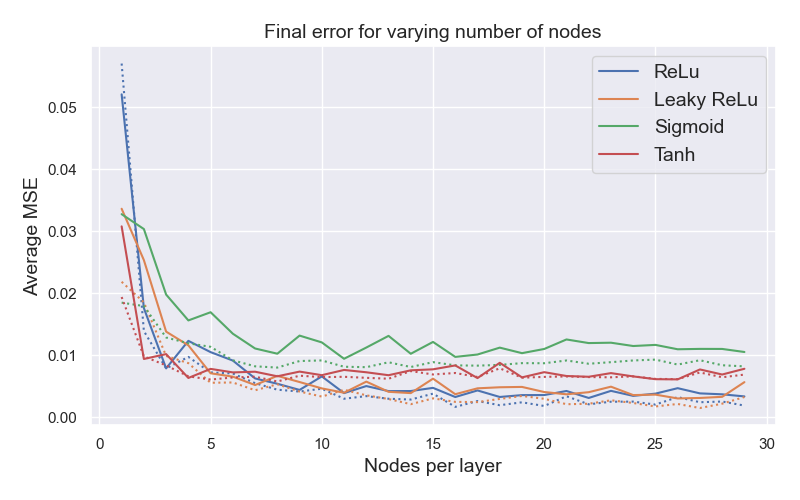 Final error for varying number of nodes
ReLu
Leaky ReLu
Sigmoid
Tanh
Average MSE
0.05
0.04
0.03
0.02
0.01
0.00
0 5 10 15 20 25 30
Nodes per layer